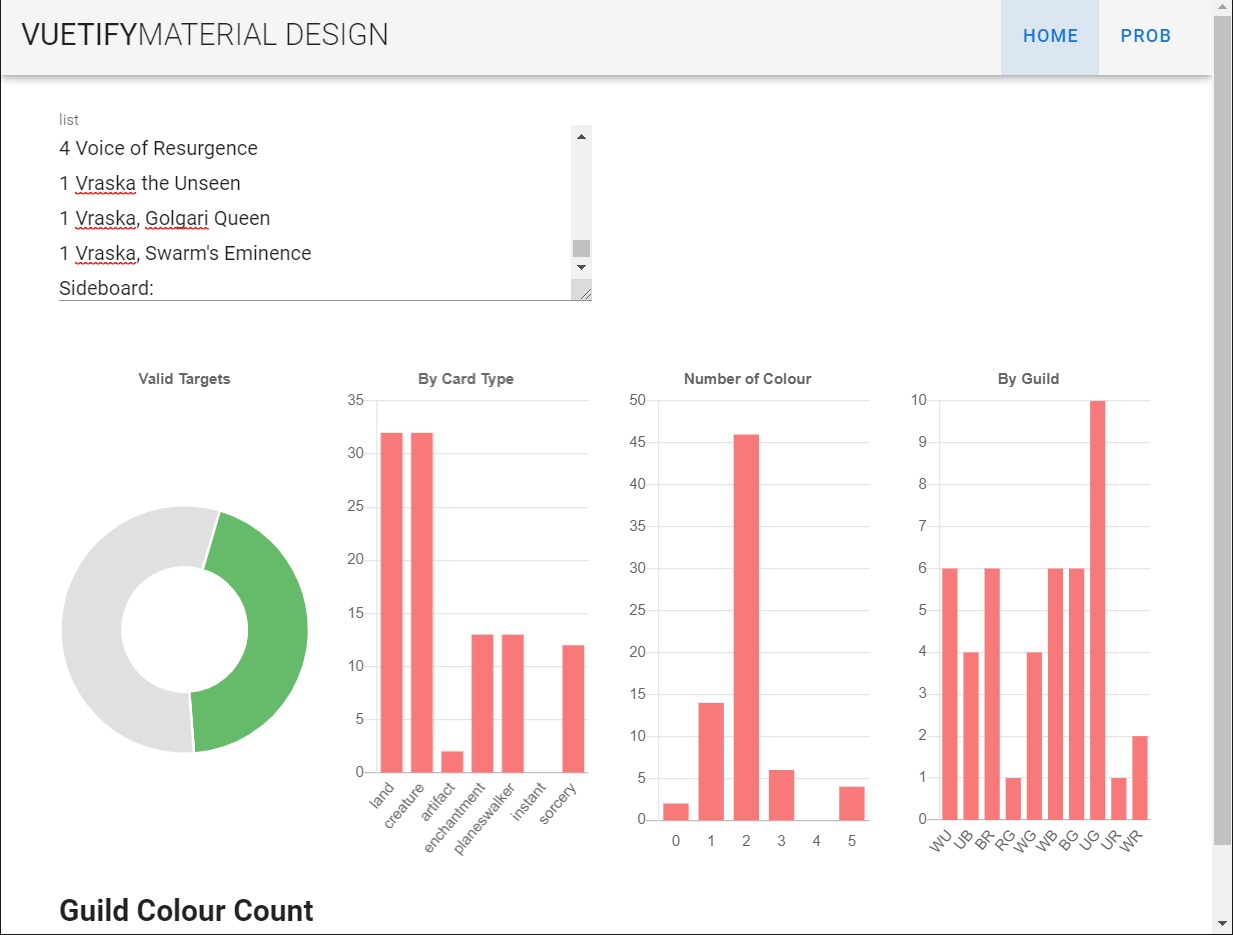 VUETIFYMATERIAL DESIGN
HOME
PROB
list
4 Voice of Resurgence
1 Vraska the Unseen
1 Vraska, Golgari Queen
1 Vraska, Swarm's Eminence
Sideboard:
Valid Targets
By Card Type
35
30
25
20
15
10
5
0
land
creature
artifact
enchantment
planeswalker
instant
sorcery
Number of Colour
50
45
40
35
30
25
20
15
10
5
0
0
1
2
3
4
5
By Guild
10
9
8
7
6
5
4
3
2
1
0
WU
UB
BR
RG
WG
WB
BG
UG
UR
WR
Guild Colour Count